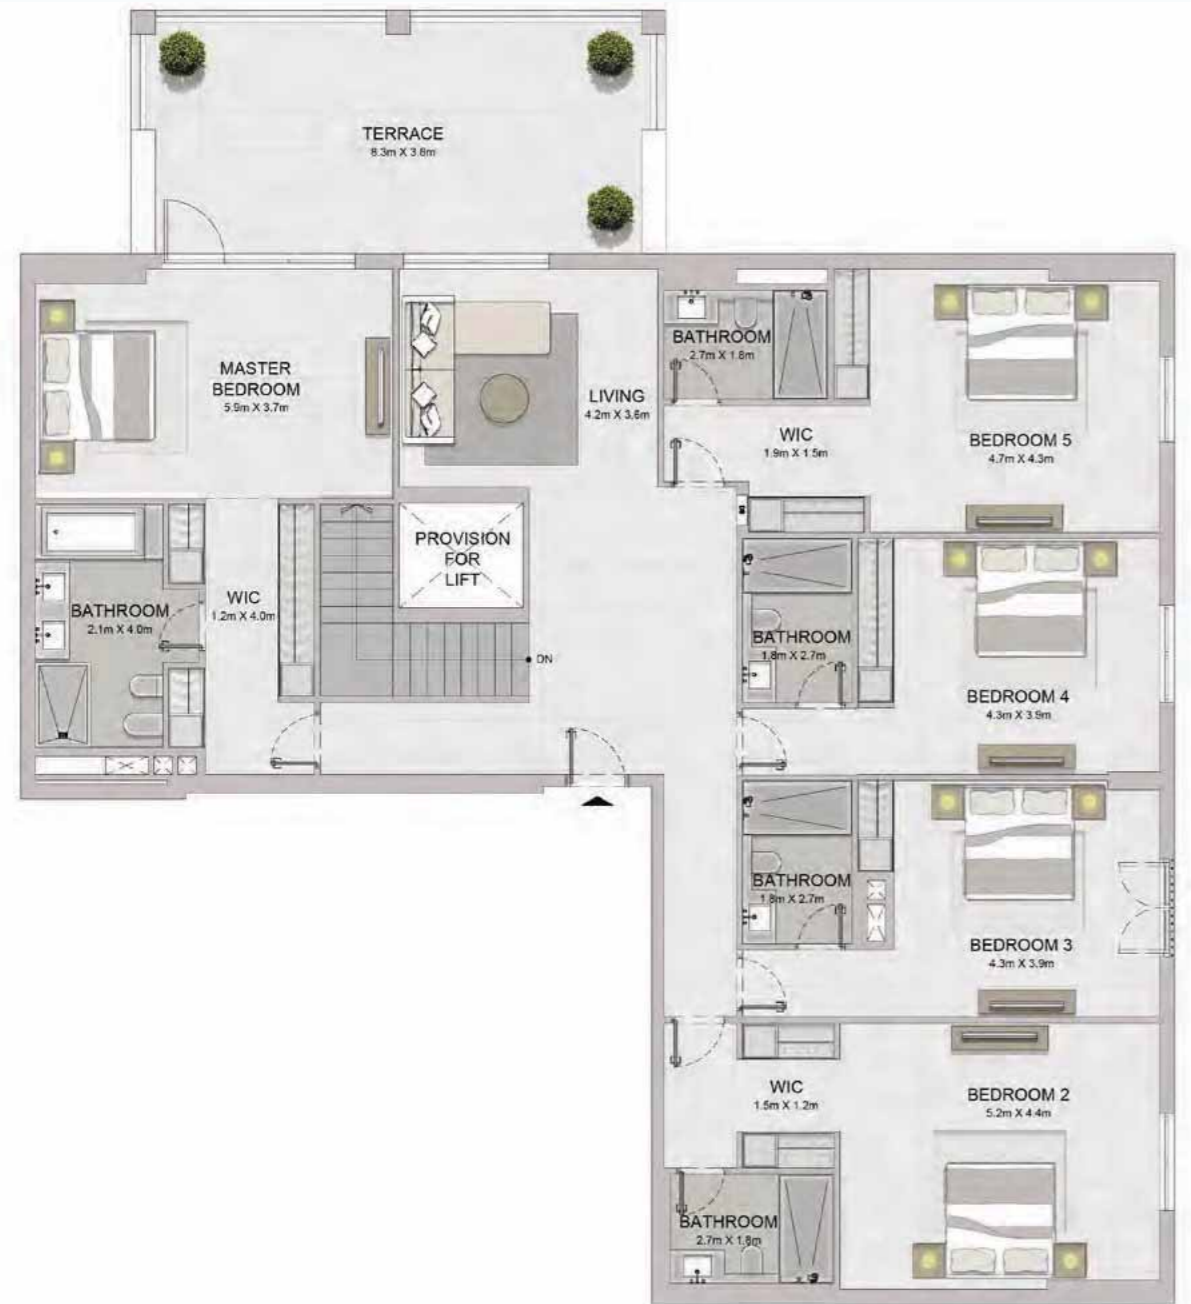 TERRACE
8.3m X 3.8m
MASTER
BEDROOM
5.9m X 3.7m
LIVING
4.2m X 3.6m
BATHROOM
2.7m X 1.8m
WIC
1.9m X 1.5m
BEDROOM 5
4.7m X 4.3m
PROVISION
FOR
LIFT
BATHROOM
2.1m X 4.0m
WIC
1.2m X 4.0m
DN
BATHROOM
1.8m X 2.7m
BEDROOM 4
4.3m X 3.9m
BATHROOM
1.8m X 2.7m
BEDROOM 3
4.3m X 3.9m
WIC
1.5m X 1.2m
BEDROOM 2
5.2m X 4.4m
BATHROOM
2.7m X 1.8m